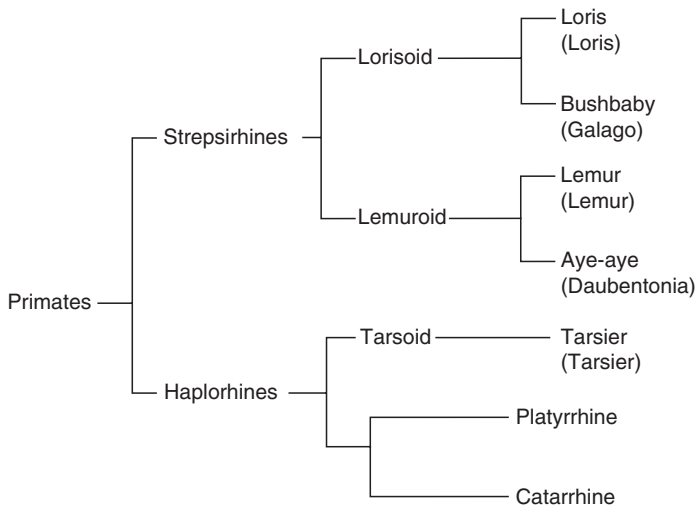 Loris
(Loris)
Lorisoid
Bushbaby
(Galago)
Strepsirhines
Lemur
(Lemur)
Lemuroid
Aye-aye
(Daubentonia)
Primates
Tarsoid
Tarsier
(Tarsier)
Haplorhines
Platyrrhine
Catarrhine